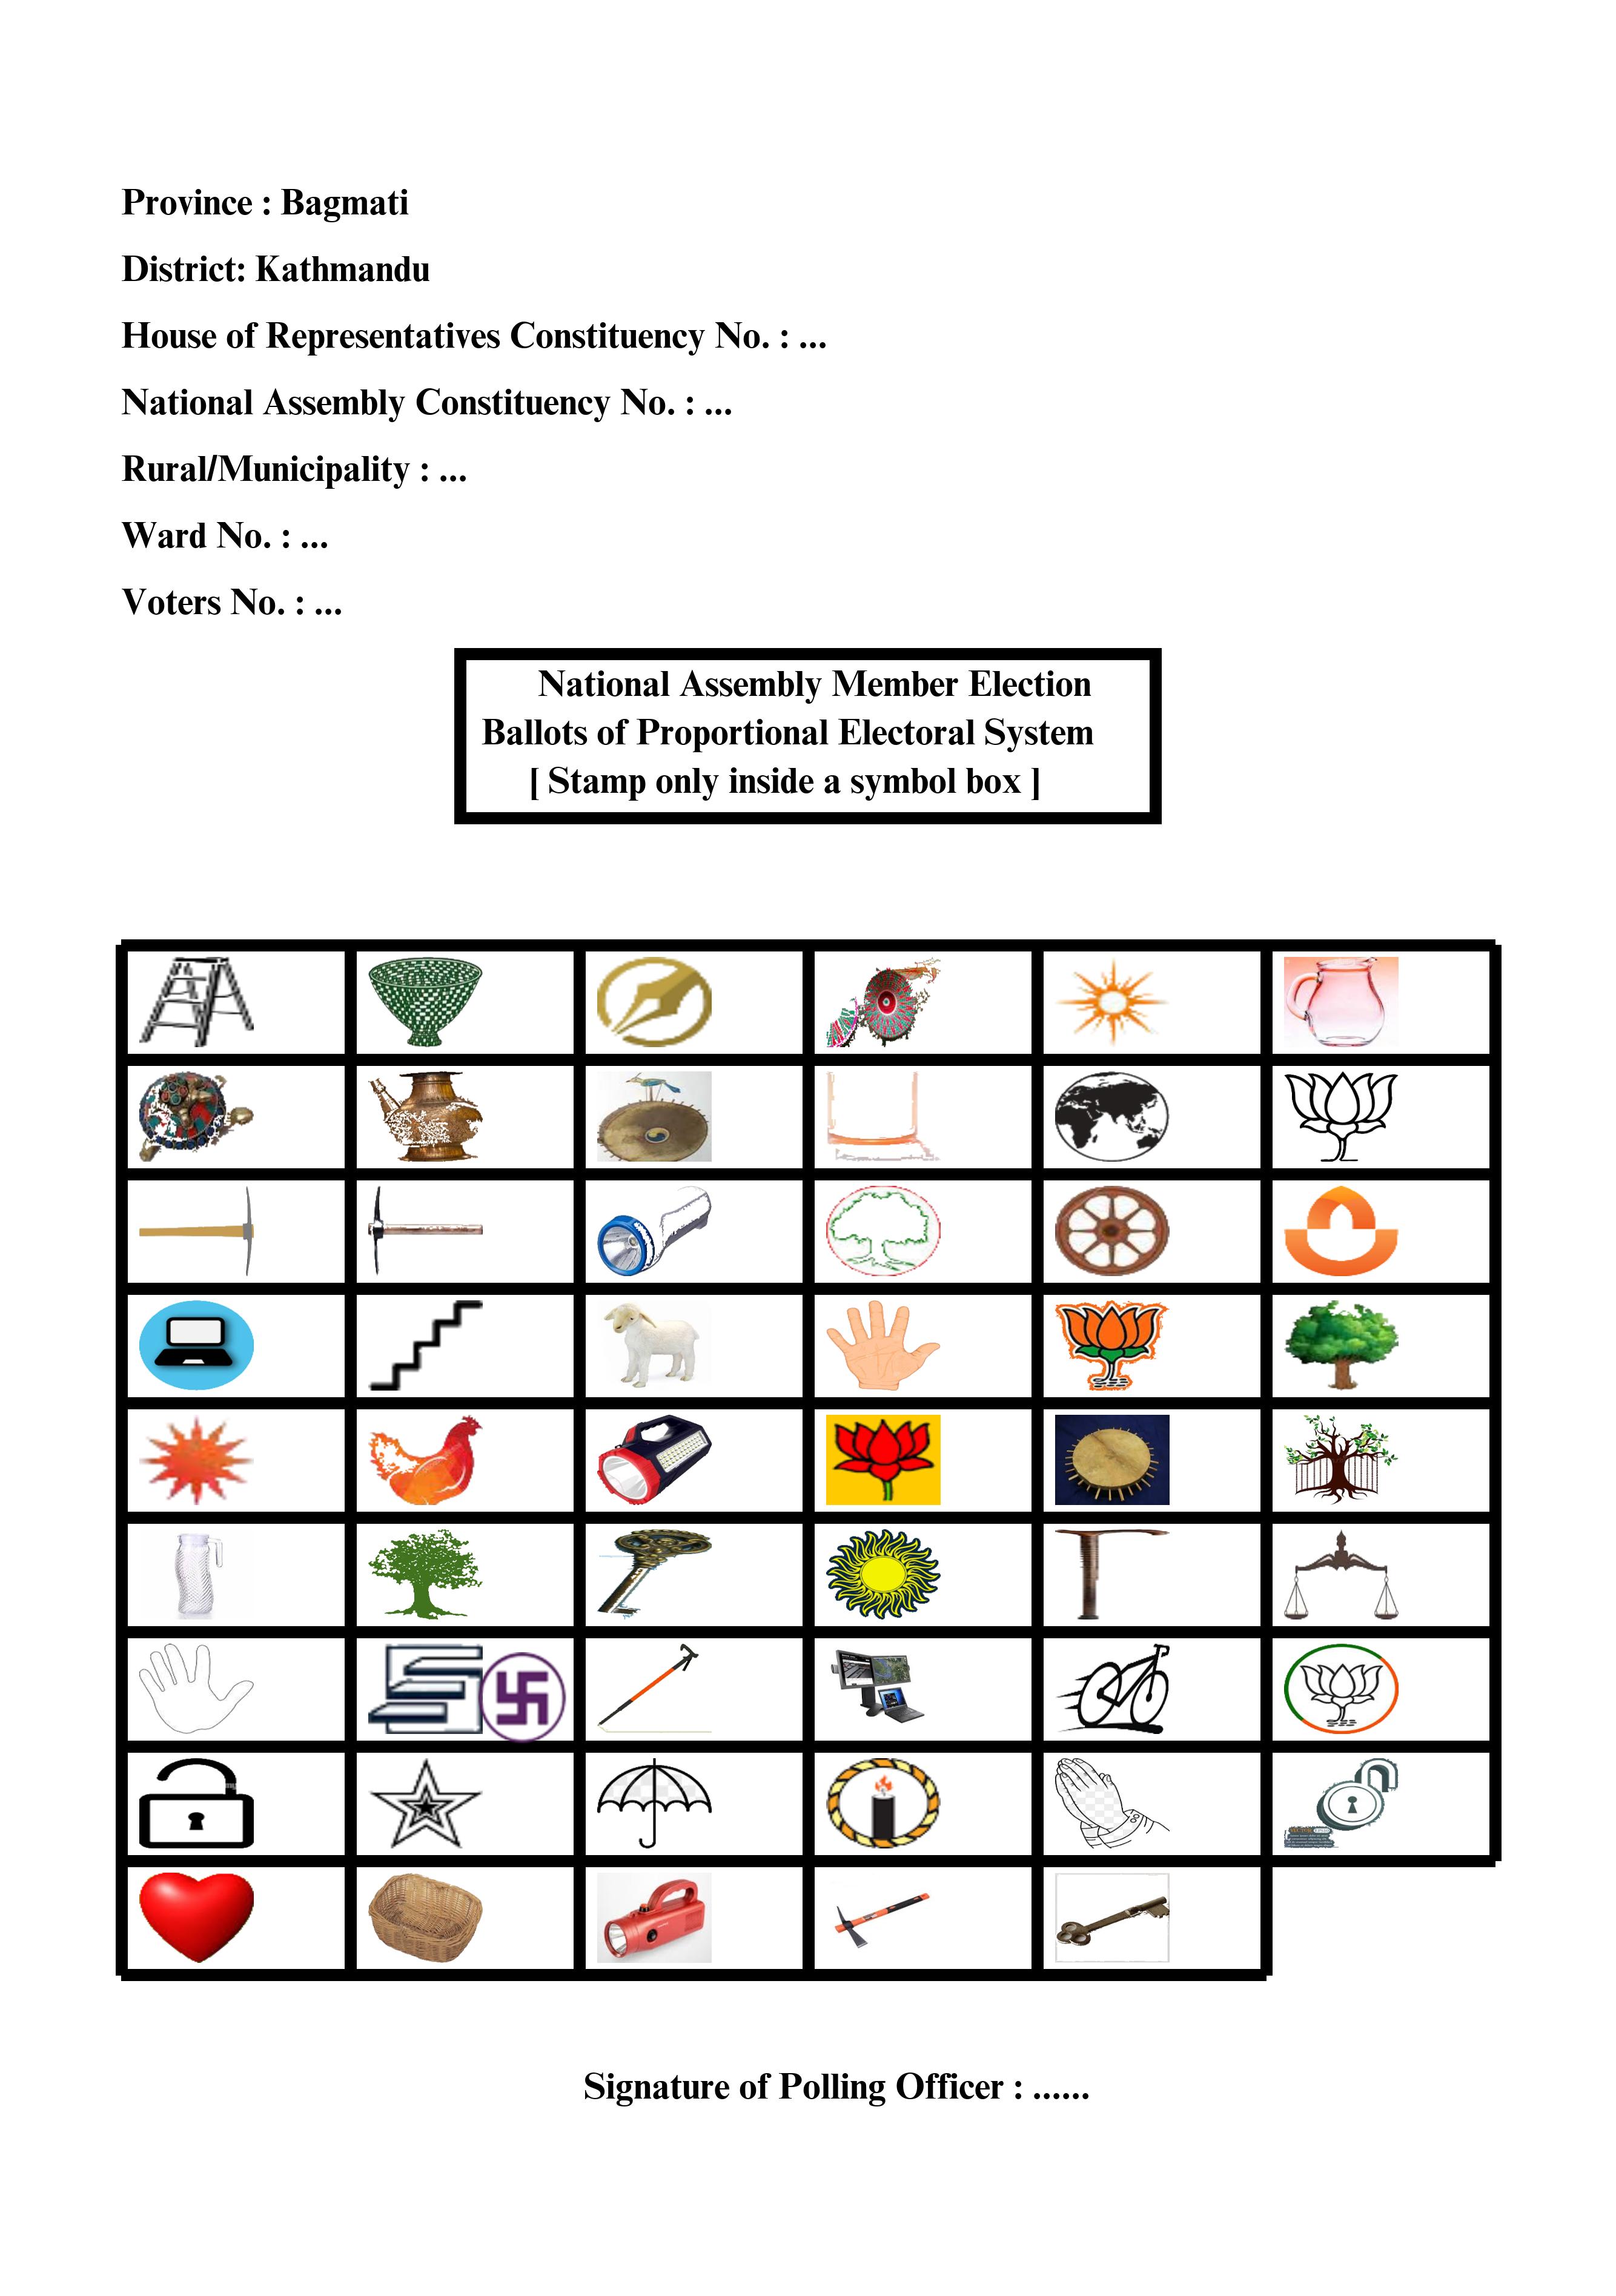 Province : Bagmati
District: Kathmandu
House of Representatives Constituency No. : ...
National Assembly Constituency No. : ...
Rural/Municipality : ...
Ward No. : ...
Voters No. : ...
National Assembly Member Election
Ballots of Proportional Electoral System
[ Stamp only inside a symbol box ]
Signature of Polling Officer : ......